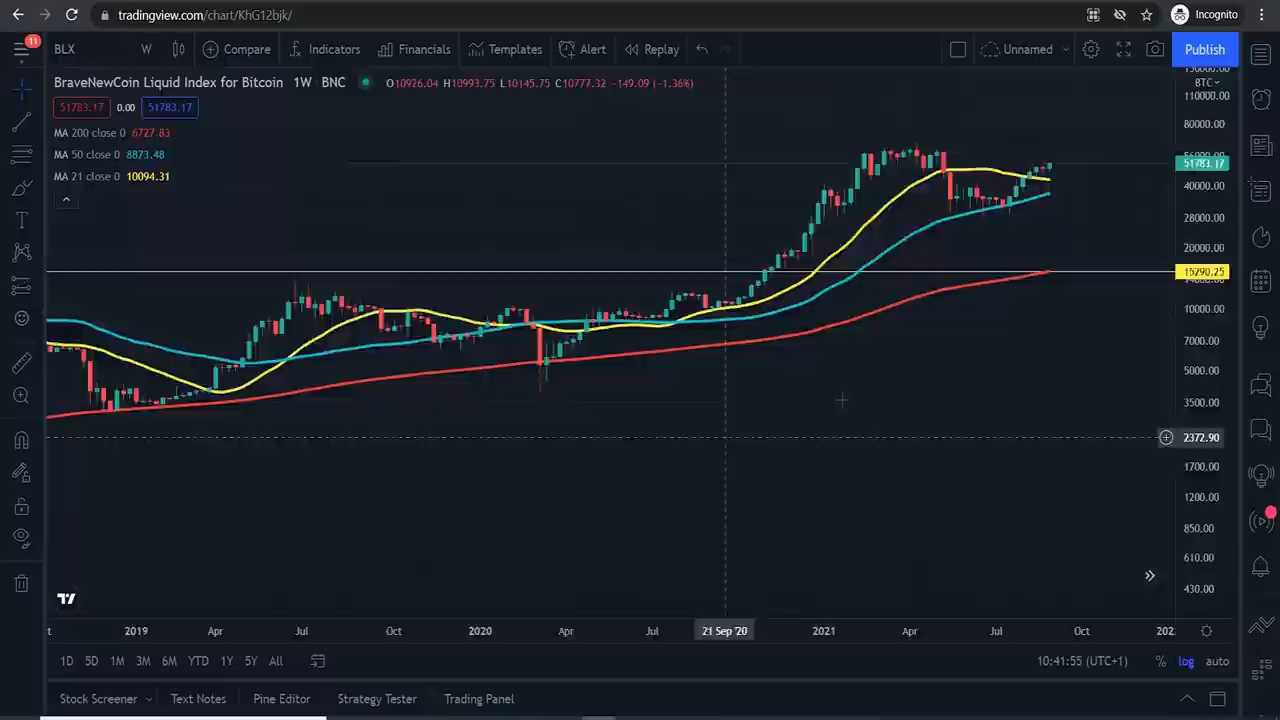 tradingview.com/chart/KhG12bjk/
Incognito
11
BLX W Compare Indicators Financials Templates Alert Replay Unnamed Publish
BraveNewCoin Liquid Index for Bitcoin 1W BNC O10926.04 H10993.75 L10145.75 C10777.32 −149.09 (−1.36%)
BTC
51783.17 0.00 51783.17
110000.00
MA 200 close 0 6727.83
80000.00
MA 50 close 0 8873.48
51783.17
MA 21 close 0 10094.31
40000.00
28000.00
20000.00
15290.25
10000.00
7000.00
5000.00
3500.00
2372.90
1700.00
1200.00
850.00
610.00
430.00
2019 Apr Jul Oct 2020 Apr Jul 21 Sep '20 2021 Apr Jul Oct
1D 5D 1M 3M 6M YTD 1Y 5Y All 10:41:55 (UTC+1) % log auto
Stock Screener Text Notes Pine Editor Strategy Tester Trading Panel